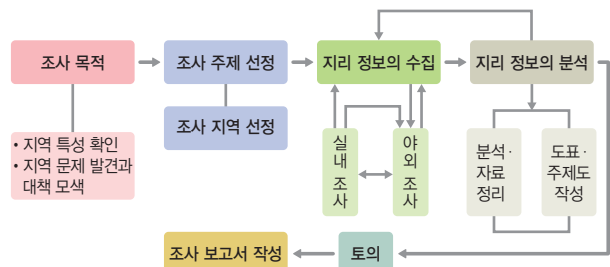 조사 목적
조사 주제 선정
지리 정보의 수집
지리 정보의 분석
조사 지역 선정
• 지역 특성 확인
• 지역 문제 발견과
대책 모색
실내 조사
야외 조사
분석·
자료
정리
도표·
주제도
작성
조사 보고서 작성
토의